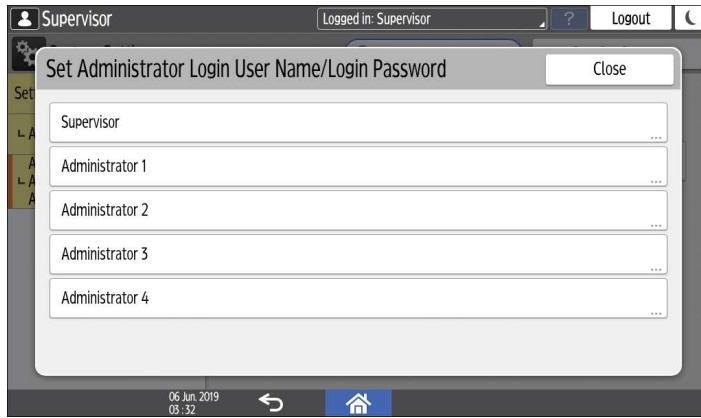 Supervisor
Logged in: Supervisor
?
Logout
Set Administrator Login User Name/Login Password
Close
Set
Supervisor
...
Administrator 1
...
Administrator 2
...
Administrator 3
...
Administrator 4
...
06 Jun. 2019
03 : 32